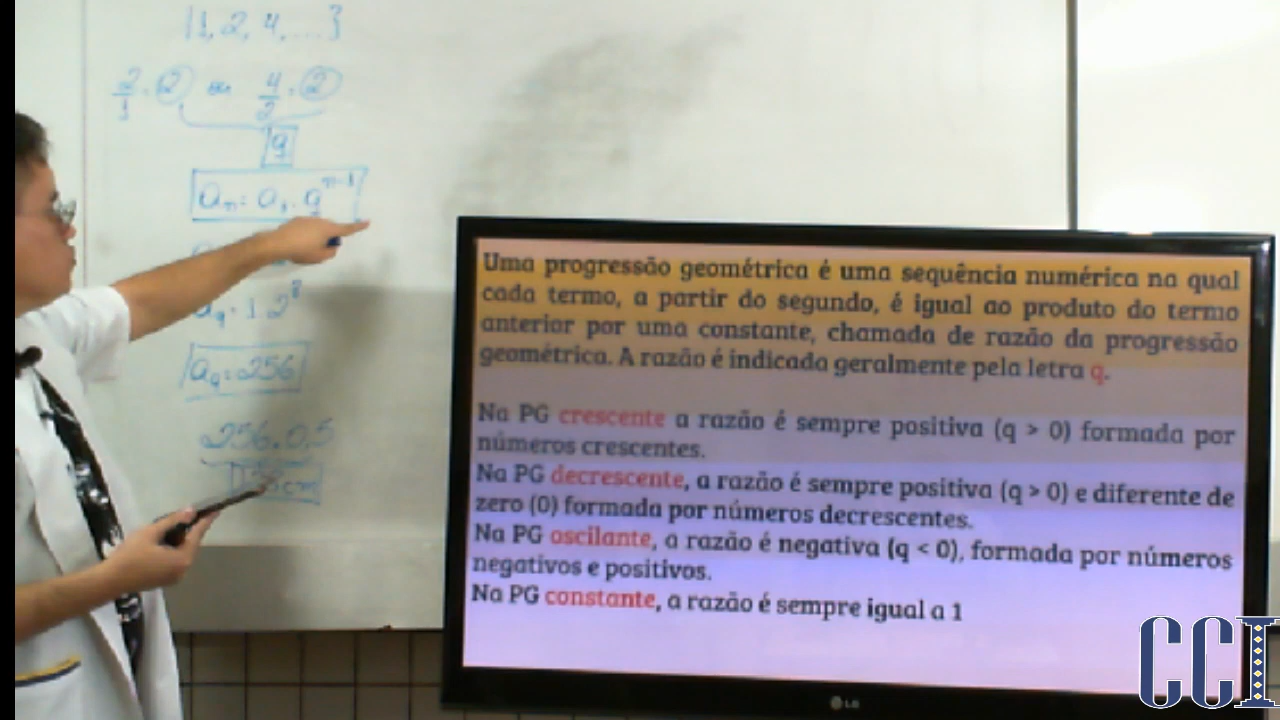 {1, 2, 4, ...}
2/1 = 2 ou 4/2 = 2
q
aₙ = a₁ . qⁿ⁻¹
a₉ = 1 . 2⁸
a₉ = 256
256 . 0,5
Uma progressão geométrica é uma sequência numérica na qual
cada termo, a partir do segundo, é igual ao produto do termo
anterior por uma constante, chamada de razão da progressão
geométrica. A razão é indicada geralmente pela letra q.
Na PG crescente a razão é sempre positiva (q > 0) formada por
números crescentes.
Na PG decrescente, a razão é sempre positiva (q > 0) e diferente de
zero (0) formada por números decrescentes.
Na PG oscilante, a razão é negativa (q < 0), formada por números
negativos e positivos.
Na PG constante, a razão é sempre igual a 1
LG
CCI